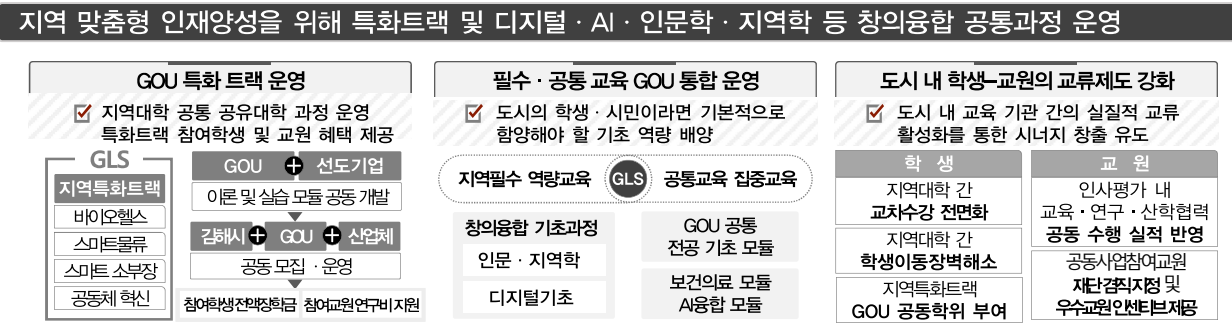 지역 맞춤형 인재양성을 위해 특화트랙 및 디지털 · AI · 인문학 · 지역학 등 창의융합 공통과정 운영
GOU 특화 트랙 운영
지역대학 공통 공유대학 과정 운영
특화트랙 참여학생 및 교원 혜택 제공
GLS
지역특화트랙
바이오헬스
스마트물류
스마트 소부장
공동체 혁신
GOU + 선도기업
이론 및 실습 모듈 공동 개발
김해시 + GOU + 산업체
공동 모집 · 운영
참여학생 전액장학금 참여교원 연구비 지원
필수 · 공통 교육 GOU 통합 운영
도시의 학생 · 시민이라면 기본적으로
함양해야 할 기초 역량 배양
지역필수 역량교육 GLS 공통교육 집중교육
창의융합 기초과정
인문 · 지역학
디지털기초
GOU 공통
전공 기초 모듈
보건의료 모듈
AI융합 모듈
도시 내 학생–교원의 교류제도 강화
도시 내 교육 기관 간의 실질적 교류
활성화를 통한 시너지 창출 유도
학 생
지역대학 간
교차수강 전면화
지역대학 간
학생이동장벽해소
지역특화트랙
GOU 공동학위 부여
교 원
인사평가 내
교육 · 연구 · 산학협력
공동 수행 실적 반영
공동사업참여교원
재단겸직지정 및
우수교원 인센티브 제공